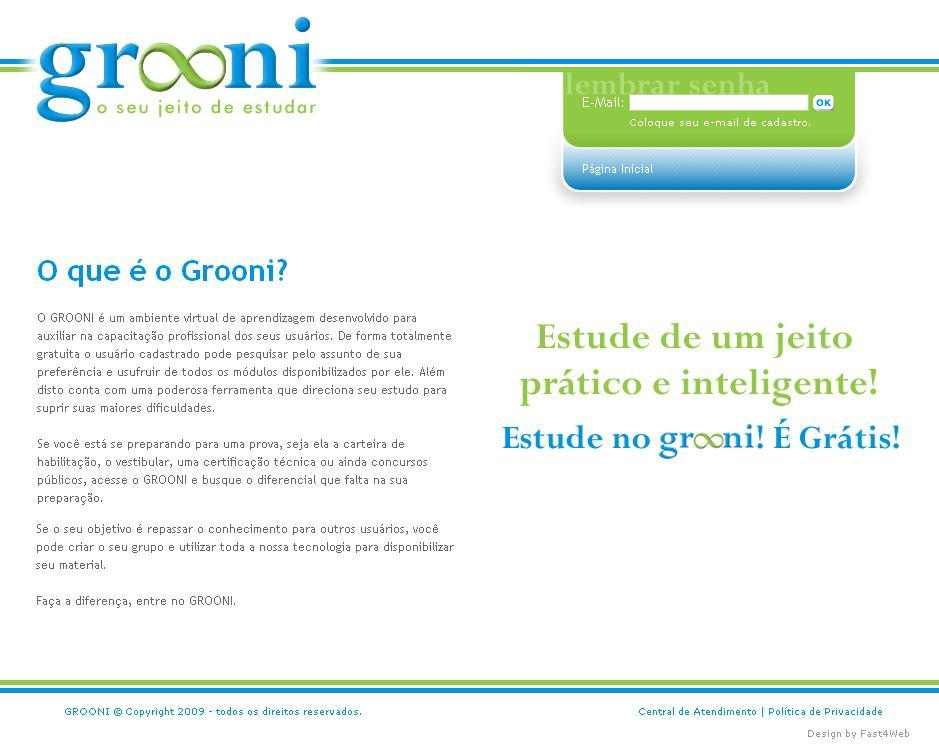 grooni
o seu jeito de estudar
lembrar senha
E-Mail: OK
Coloque seu e-mail de cadastro.
Página Inicial
O que é o Grooni?
O GROONI é um ambiente virtual de aprendizagem desenvolvido para
auxiliar na capacitação profissional dos seus usuários. De forma totalmente
gratuita o usuário cadastrado pode pesquisar pelo assunto de sua
preferência e usufruir de todos os módulos disponibilizados por ele. Além
disto conta com uma poderosa ferramenta que direciona seu estudo para
suprir suas maiores dificuldades.
Se você está se preparando para uma prova, seja ela a carteira de
habilitação, o vestibular, uma certificação técnica ou ainda concursos
públicos, acesse o GROONI e busque o diferencial que falta na sua
preparação.
Se o seu objetivo é repassar o conhecimento para outros usuários, você
pode criar o seu grupo e utilizar toda a nossa tecnologia para disponibilizar
seu material.
Faça a diferença, entre no GROONI.
Estude de um jeito
prático e inteligente!
Estude no grooni! É Grátis!
GROONI © Copyright 2009 - todos os direitos reservados.
Central de Atendimento | Política de Privacidade
Design by Fast4Web